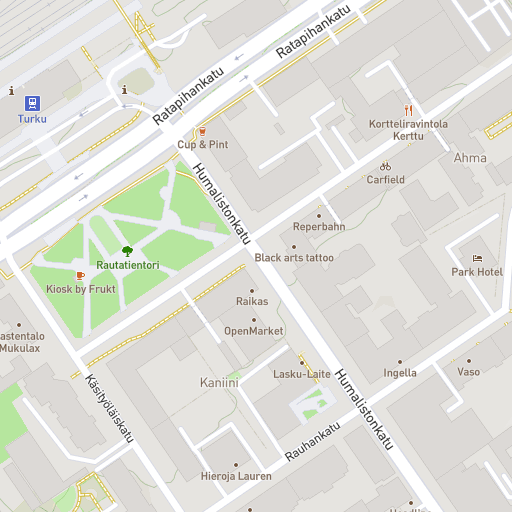 Ratapihankatu
Ratapihankatu
Turku
Kortteliravintola
Kerttu
Cup & Pint
Ahma
Carfield
Humalistonkatu
Reperbahn
Black arts tattoo
Rautatientori
Park Hotel
Kiosk by Frukt
Raikas
OpenMarket
astentalo
Mukulax
Lasku-Laite
Ingella
Vaso
Kaniini
Käsityöläiskatu
Humalistonkatu
Rauhankatu
Hieroja Lauren